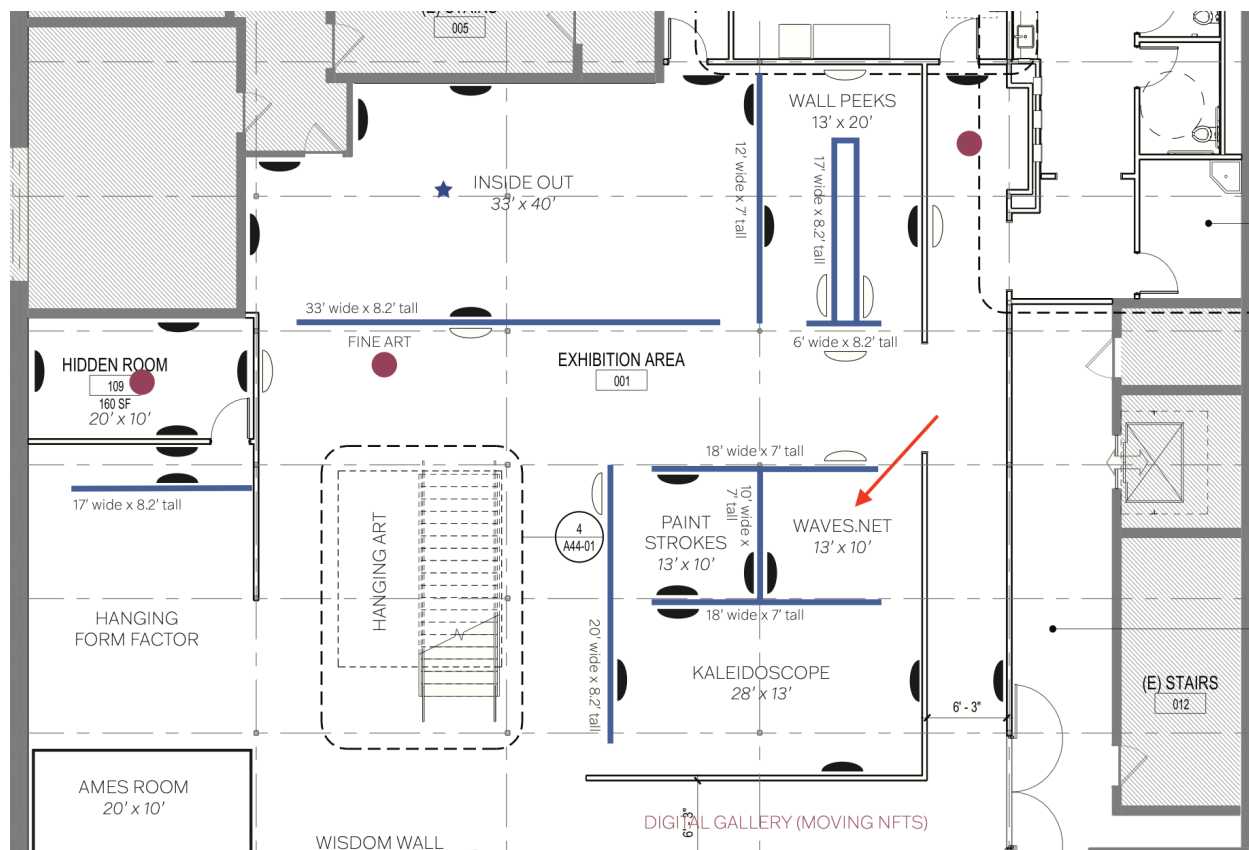 (E) STAIRS
005
WALL PEEKS
13' x 20'
12' wide x 7' tall
17' wide x 8.2' tall
INSIDE OUT
33' x 40'
33' wide x 8.2' tall
FINE ART
6' wide x 8.2' tall
HIDDEN ROOM
109
160 SF
20' x 10'
EXHIBITION AREA
001
17' wide x 8.2' tall
18' wide x 7' tall
10' wide x
7' tall
PAINT
STROKES
13' x 10'
WAVES.NET
13' x 10'
4
A44-01
HANGING ART
HANGING
FORM FACTOR
18' wide x 7' tall
20' wide x 8.2' tall
KALEIDOSCOPE
28' x 13'
6' - 3"
(E) STAIRS
012
AMES ROOM
20' x 10'
6' - 3"
DIGITAL GALLERY (MOVING NFTS)
WISDOM WALL